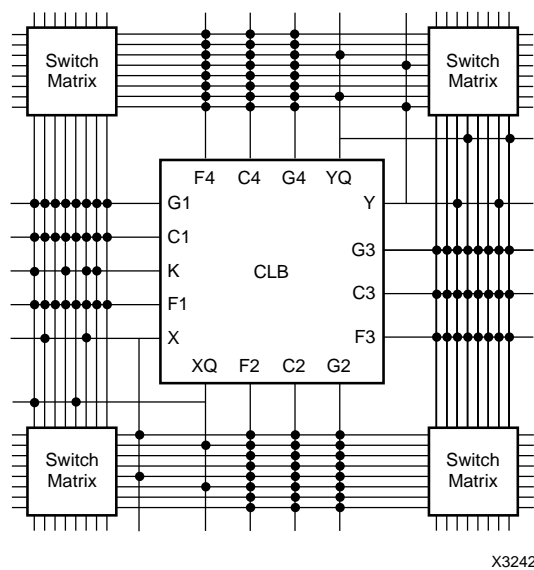 Switch
Matrix
Switch
Matrix
F4 C4 G4 YQ
G1 Y
C1 G3
K CLB
C3
F1
X F3
XQ F2 C2 G2
Switch
Matrix
Switch
Matrix
X3242